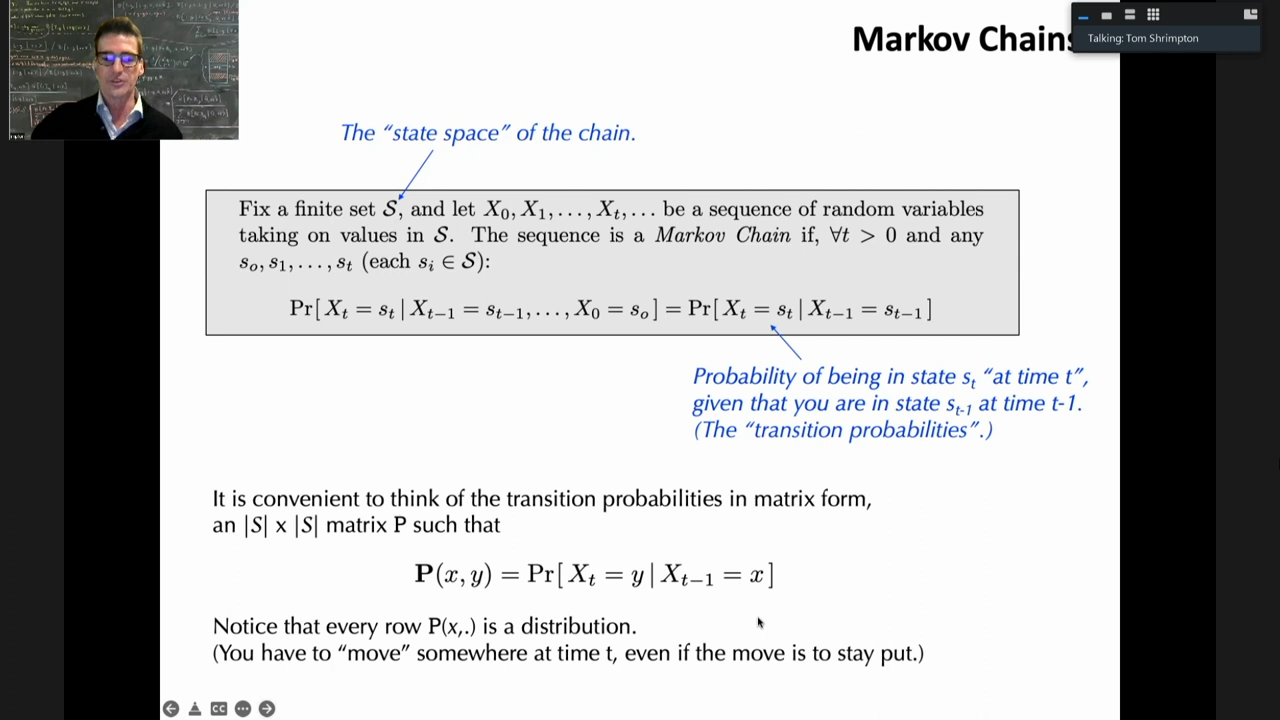 Markov Chains
Talking: Tom Shrimpton
The “state space” of the chain.
Fix a finite set 𝒮, and let X₀, X₁, . . . , Xₜ, . . . be a sequence of random variables
taking on values in 𝒮. The sequence is a Markov Chain if, ∀t > 0 and any
sₒ, s₁, . . . , sₜ (each sᵢ ∈ 𝒮):
Pr[ Xₜ = sₜ | Xₜ₋₁ = sₜ₋₁, . . . , X₀ = sₒ ] = Pr[ Xₜ = sₜ | Xₜ₋₁ = sₜ₋₁ ]
Probability of being in state sₜ “at time t”,
given that you are in state sₜ₋₁ at time t-1.
(The “transition probabilities”.)
It is convenient to think of the transition probabilities in matrix form,
an |S| x |S| matrix P such that
P(x, y) = Pr[ Xₜ = y | Xₜ₋₁ = x ]
Notice that every row P(x,.) is a distribution.
(You have to “move” somewhere at time t, even if the move is to stay put.)
CC